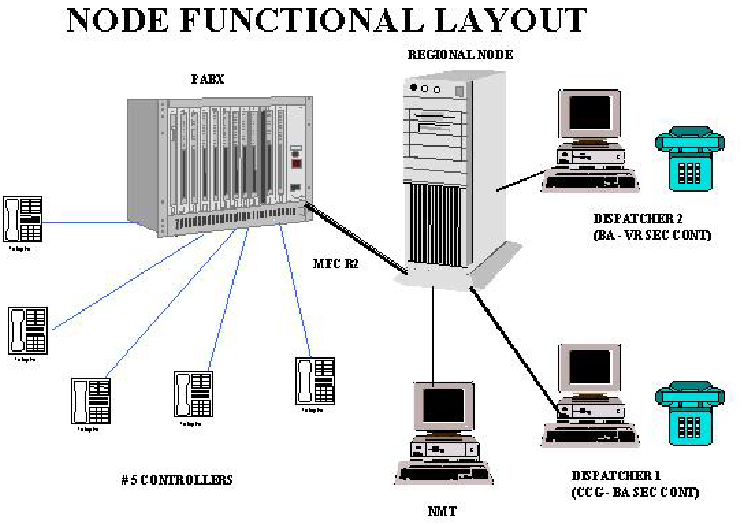 NODE FUNCTIONAL LAYOUT
REGIONAL NODE
PABX
DISPATCHER 2
(BA - VR SEC CONT)
MFC R2
# 5 CONTROLLERS
DISPATCHER 1
(CCG - BA SEC CONT)
NMT